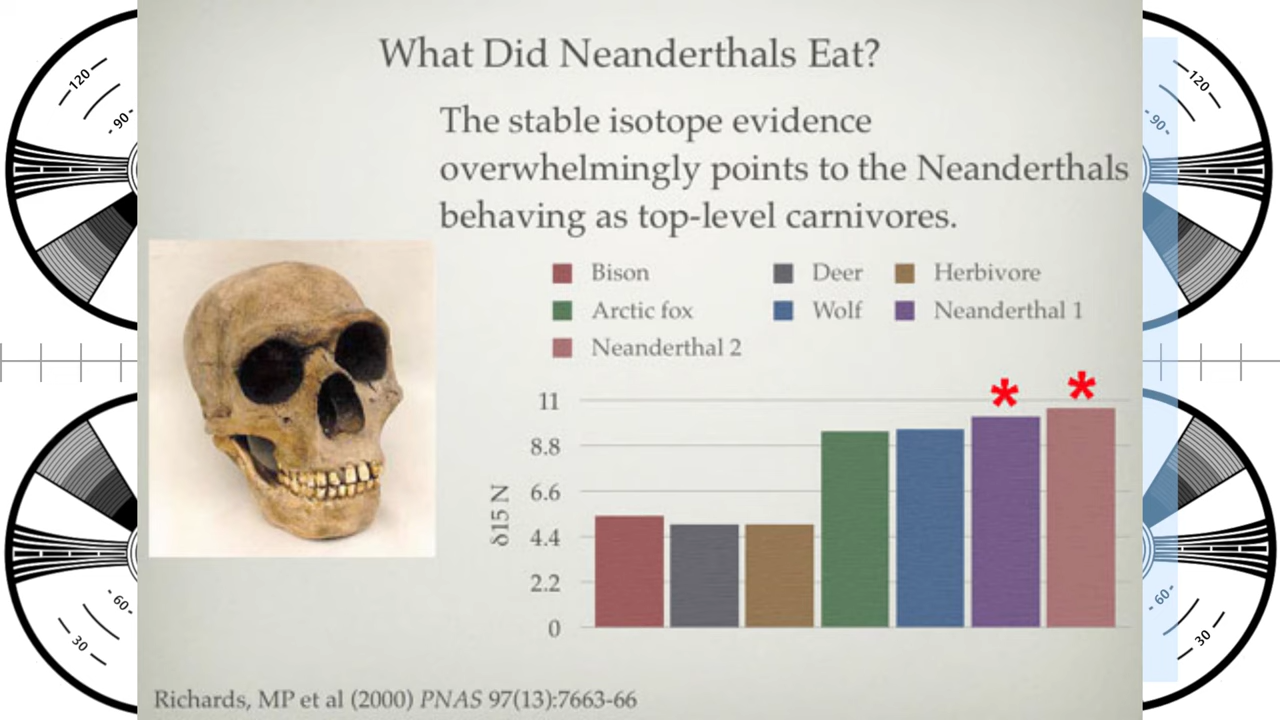 What Did Neanderthals Eat?
The stable isotope evidence
overwhelmingly points to the Neanderthals
behaving as top-level carnivores.
Bison
Deer
Herbivore
Arctic fox
Wolf
Neanderthal 1
Neanderthal 2
* *
11
8.8
6.6
4.4
2.2
0
δ15 N
Richards, MP et al (2000) PNAS 97(13):7663-66
120
- 90 -
120
- 90 -
- 60 -
30
- 60 -
30